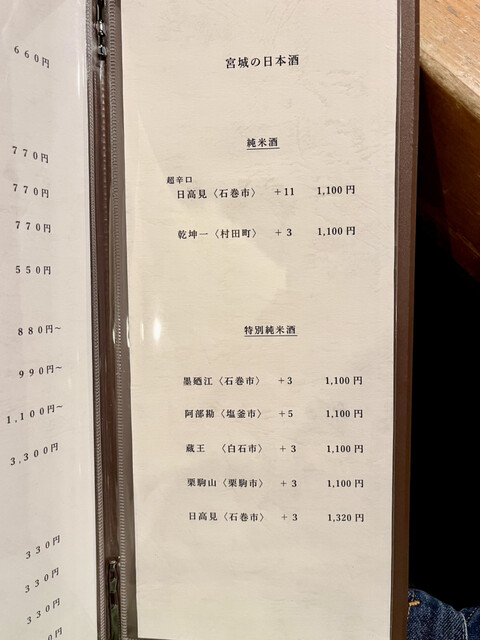 660円
770円
770円
770円
550円
880円～
990円～
1,100円～
3,300円
330円
330円
330円
0円
宮城の日本酒
純米酒
超辛口
日高見〈石巻市〉 +11 1,100円
乾坤一〈村田町〉 +3 1,100円
特別純米酒
墨廼江〈石巻市〉 +3 1,100円
阿部勘〈塩釜市〉 +5 1,100円
蔵王 〈白石市〉 +3 1,100円
栗駒山〈栗駒市〉 +3 1,100円
日高見〈石巻市〉 +3 1,320円